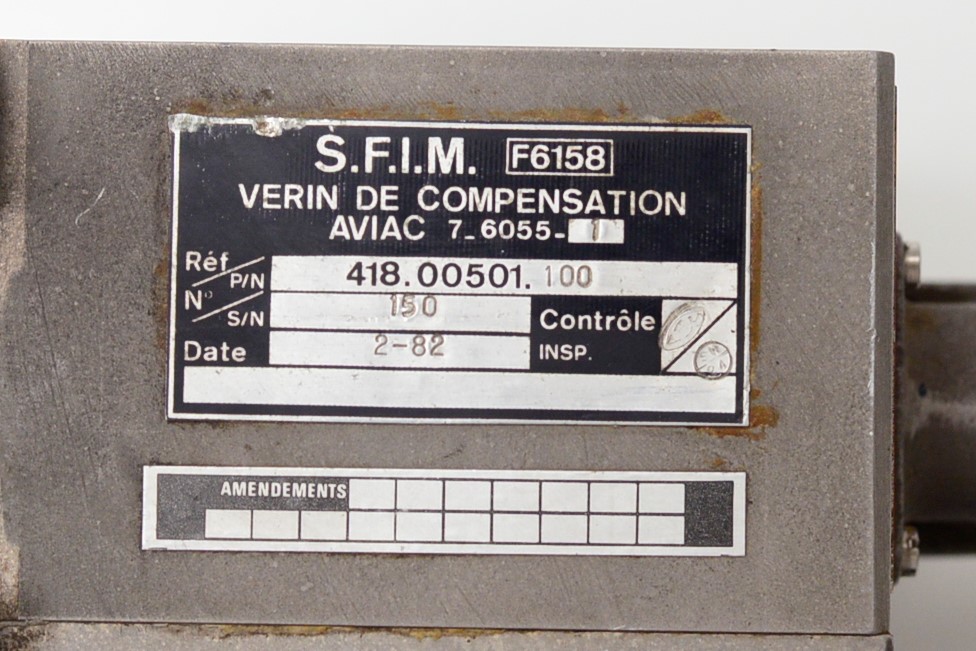 S.F.I.M. F6158
VERIN DE COMPENSATION
AVIAC 7_6055-1
Réf P/N 418.00501.100
N° S/N 150
Date 2-82
Contrôle
INSP.
AMENDEMENTS